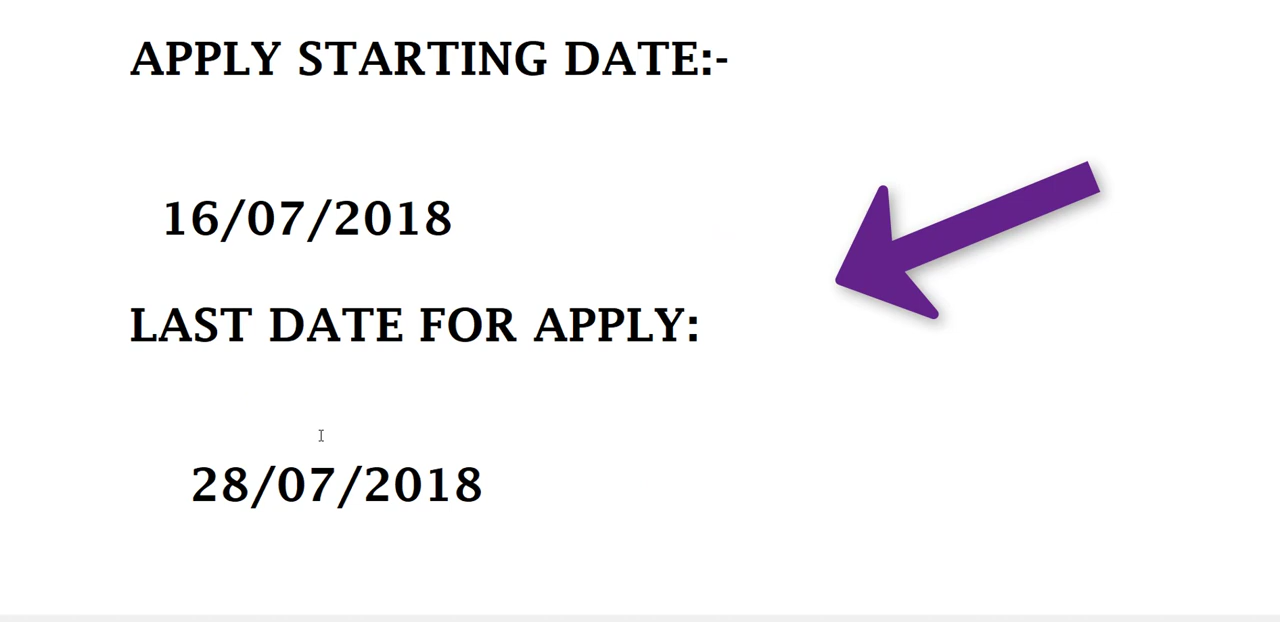 APPLY STARTING DATE:-
16/07/2018
LAST DATE FOR APPLY:
28/07/2018